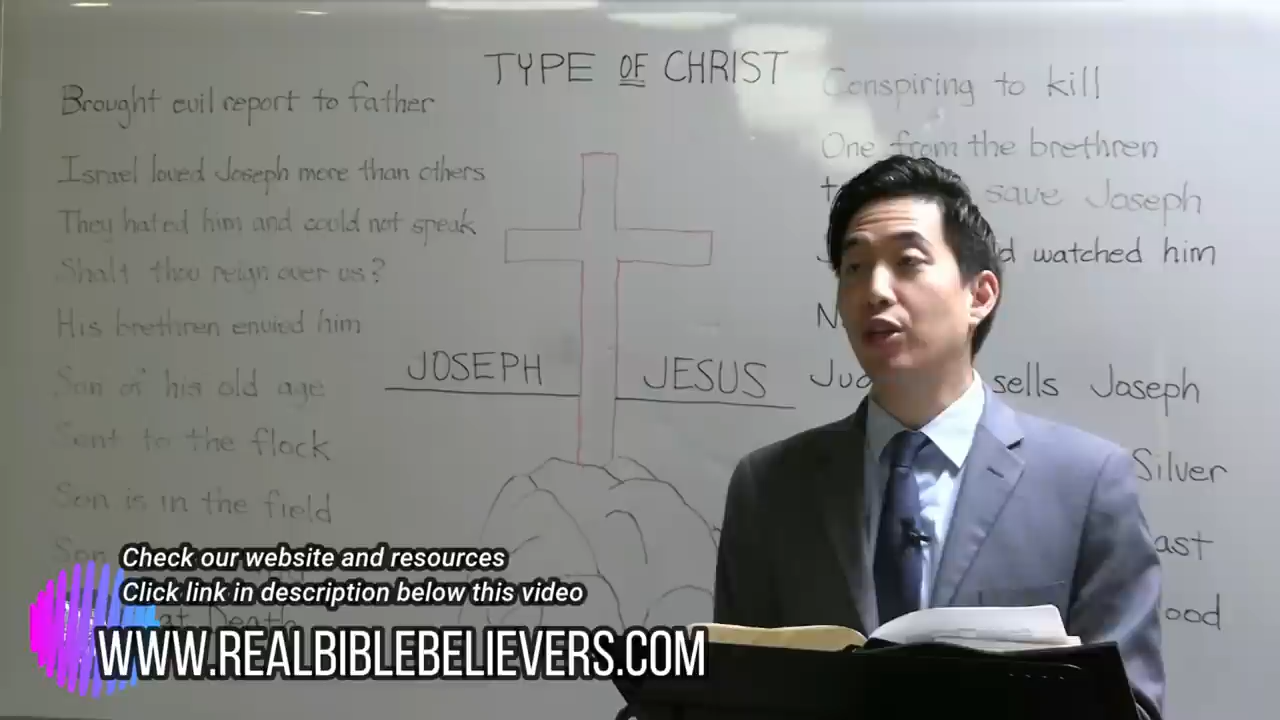 TYPE OF CHRIST
Brought evil report to father
Israel loved Joseph more than others
They hated him and could not speak
Shalt thou reign over us?
His brethren envied him
Son of his old age
Sent to the flock
Son is in the field
Son
at Death
JOSEPH
JESUS
Conspiring to kill
One from the brethren
save Joseph
watched him
sells Joseph
Silver
Check our website and resources
Click link in description below this video
WWW.REALBIBLEBELIEVERS.COM